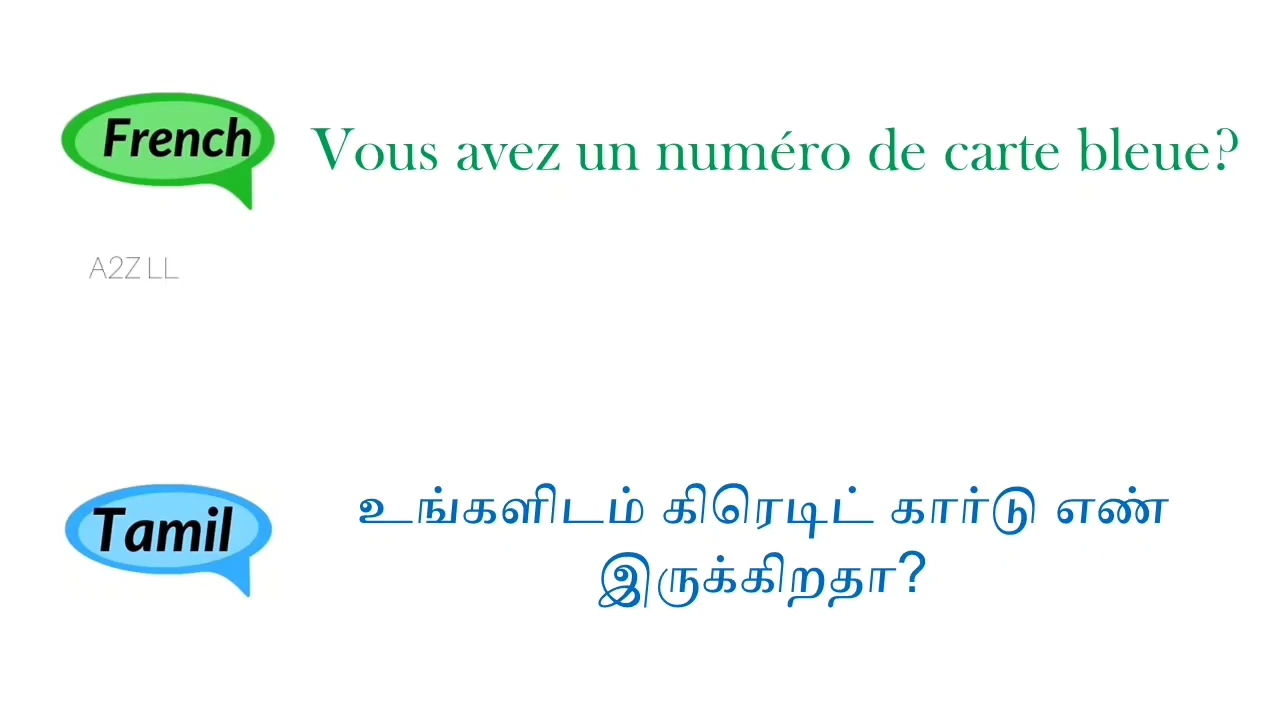 French
Vous avez un numéro de carte bleue?
A2Z LL
Tamil
உங்களிடம் கிரெடிட் கார்டு எண்
இருக்கிறதா?